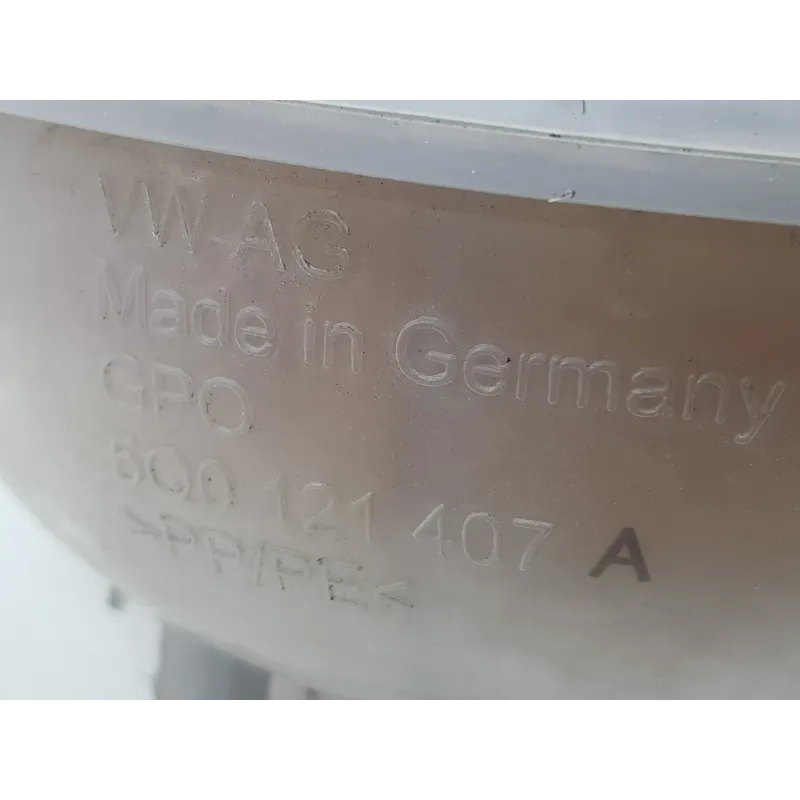 VW AG
Made in Germany
GPO
6Q0 121 407 A
>PP/PE<